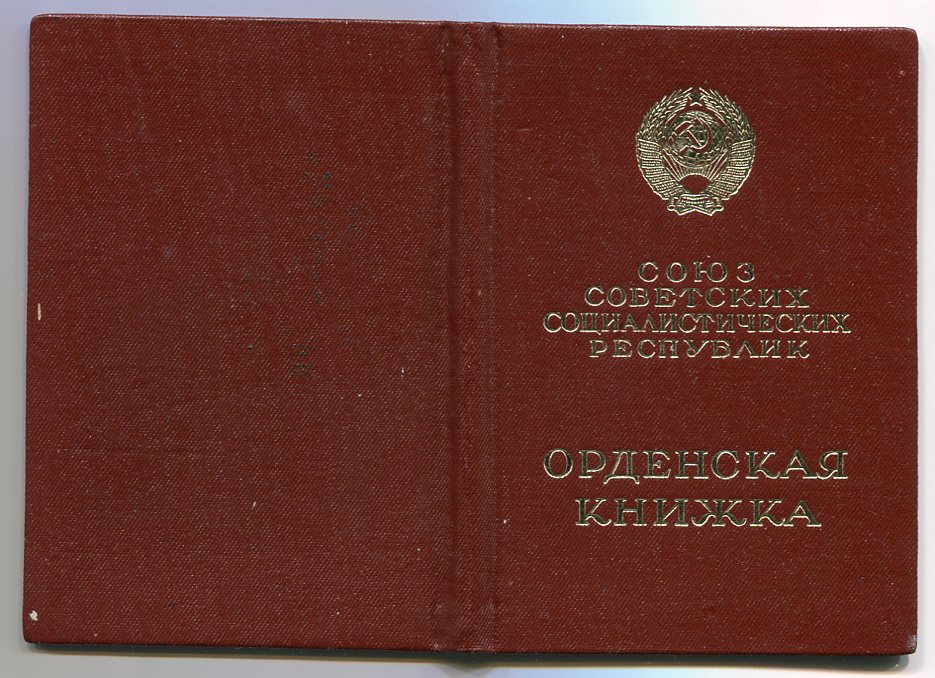 СОЮЗ
СОВЕТСКИХ
СОЦИАЛИСТИЧЕСКИХ
РЕСПУБЛИК
ОРДЕНСКАЯ
КНИЖКА